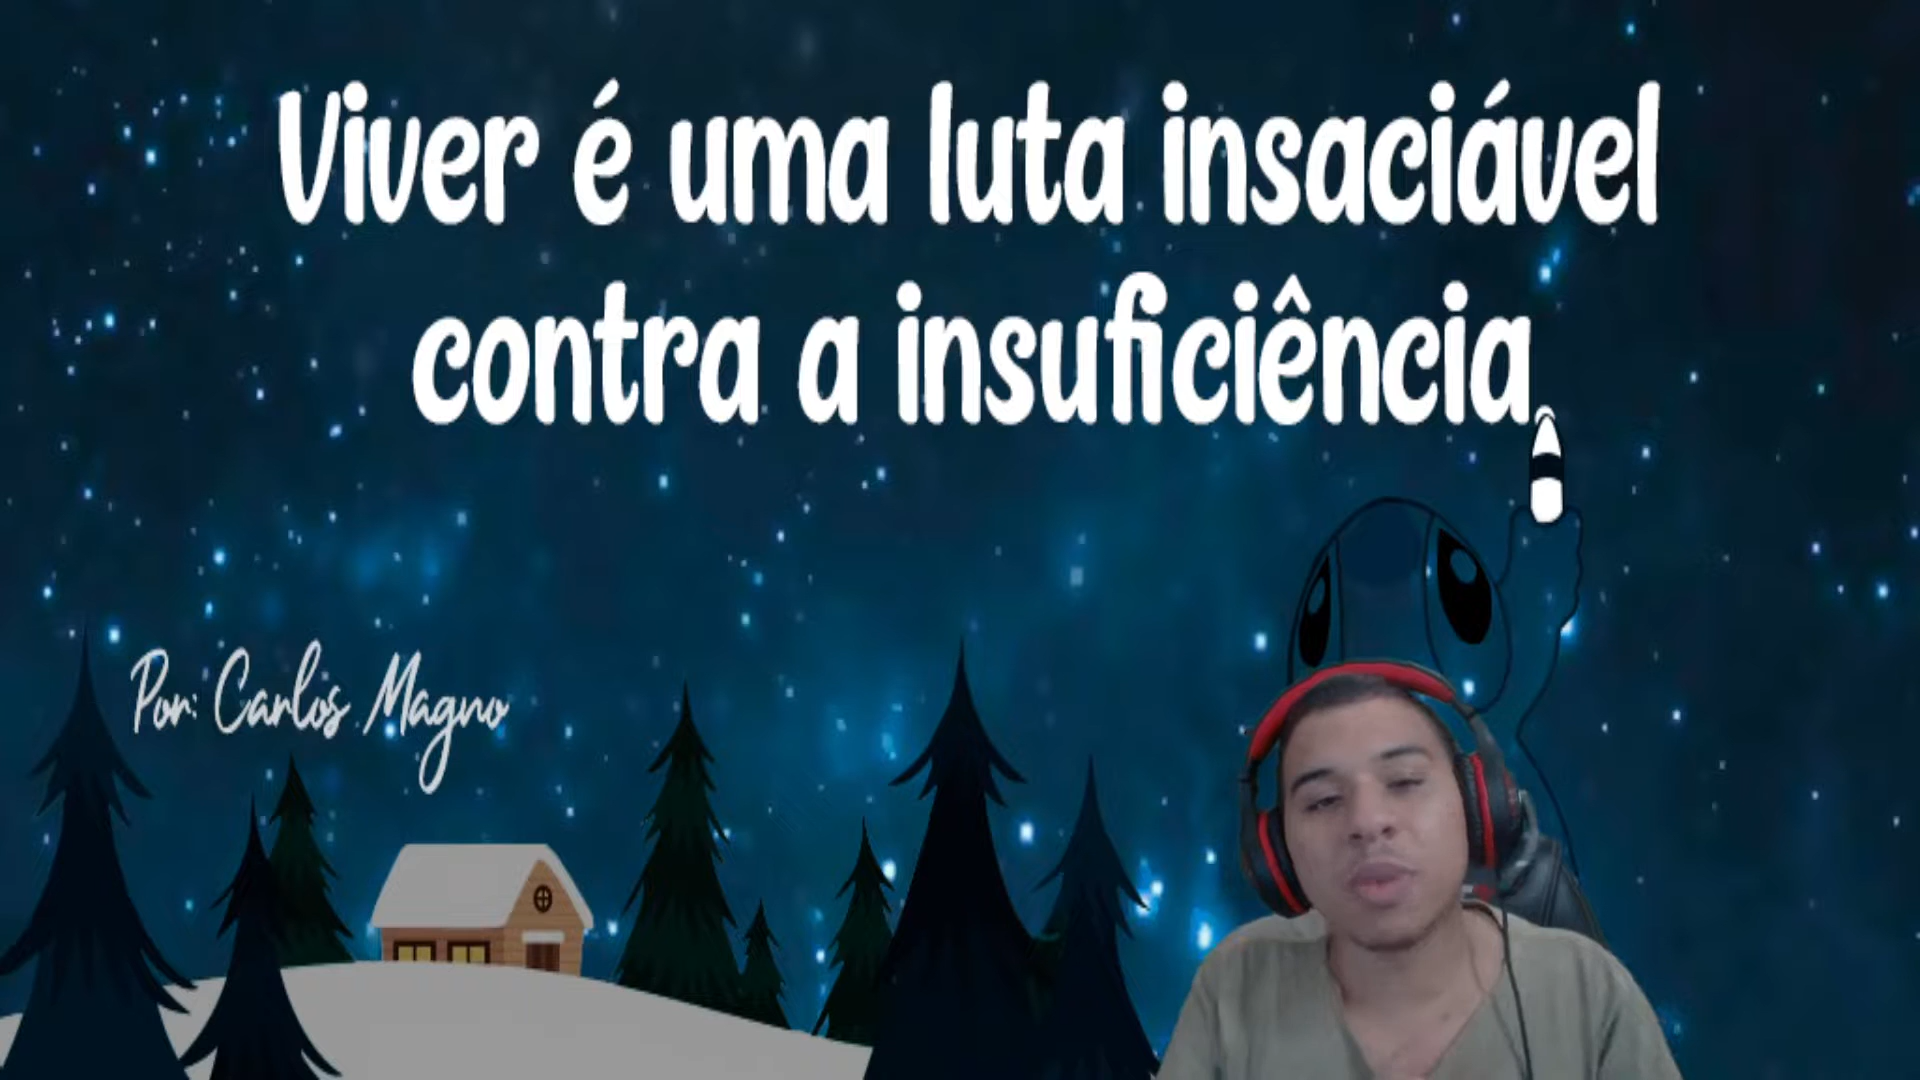 Viver é uma luta insaciável
contra a insuficiência.
Por: Carlos Magno